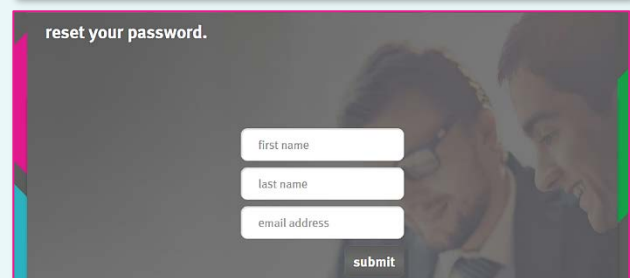 reset your password.
first name
last name
email address
submit